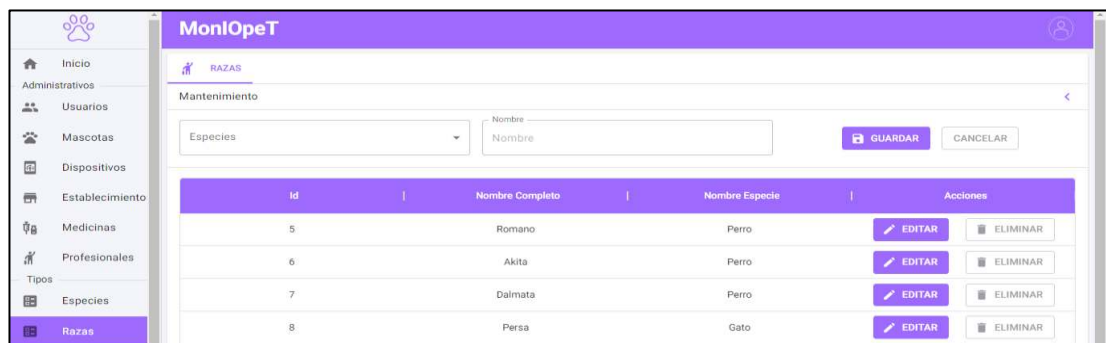 MonIOpeT
Inicio
Administrativos
Usuarios
Mascotas
Dispositivos
Establecimiento
Medicinas
Profesionales
Tipos
Especies
Razas
RAZAS
Mantenimiento
Especies
Nombre
Nombre
GUARDAR
CANCELAR
Id | Nombre Completo | Nombre Especie | Acciones
5 Romano Perro EDITAR ELIMINAR
6 Akita Perro EDITAR ELIMINAR
7 Dalmata Perro EDITAR ELIMINAR
8 Persa Gato EDITAR ELIMINAR